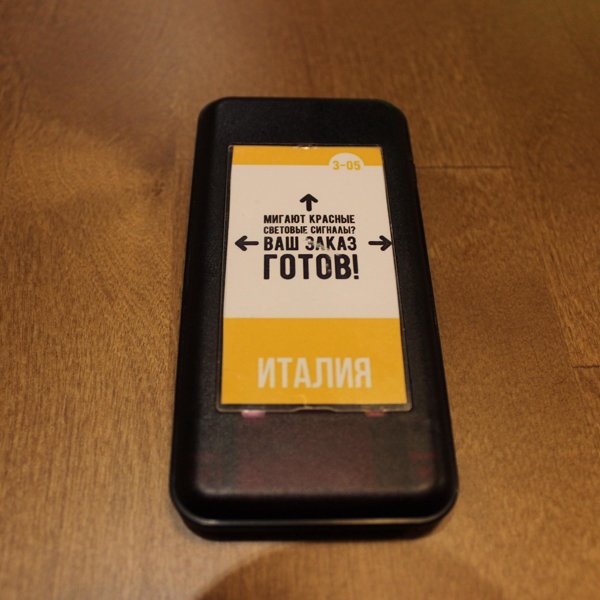 3-05
МИГАЮТ КРАСНЫЕ
СВЕТОВЫЕ СИГНАЛЫ?
ВАШ ЗАКАЗ
ГОТОВ!
ИТАЛИЯ